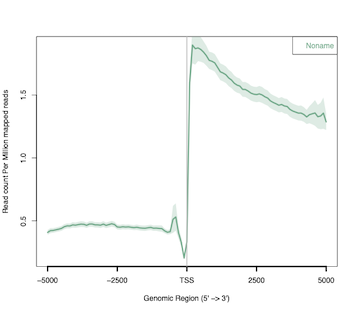 Noname
Read count Per Million mapped reads
1.5
1.0
0.5
−5000 −2500 TSS 2500 5000
Genomic Region (5' −> 3')